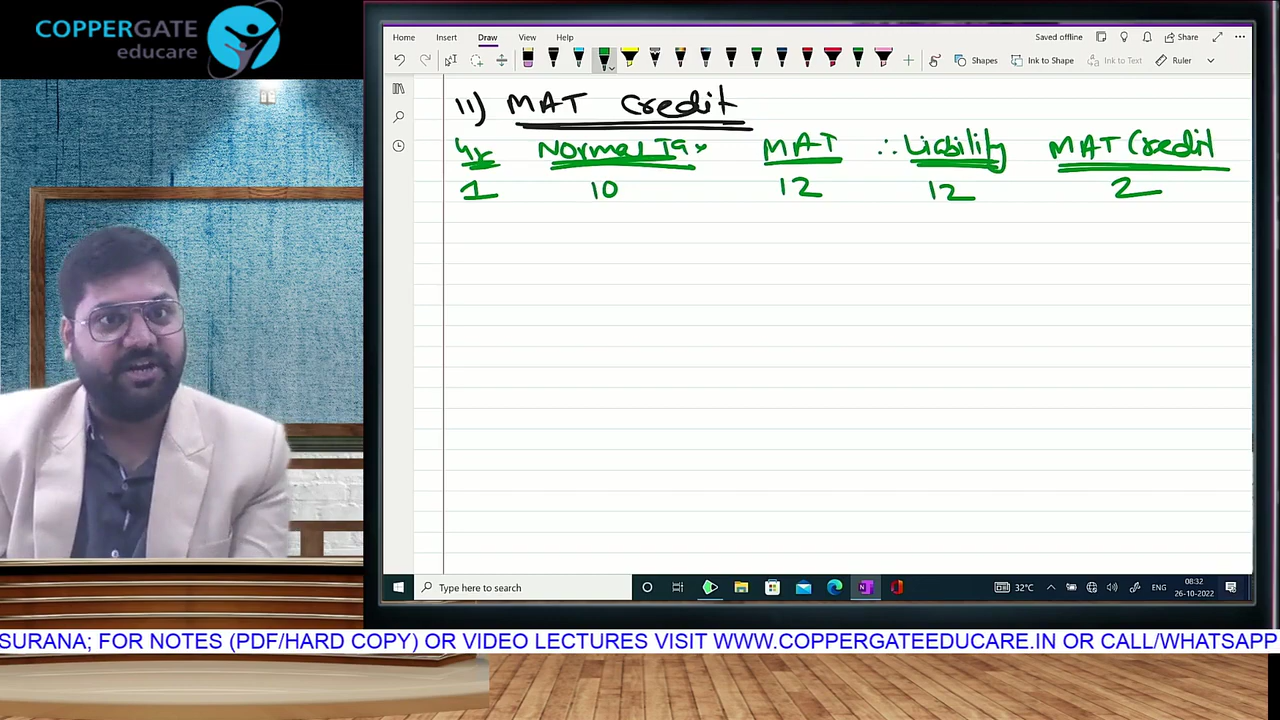 COPPERGATE
educare
Home Insert Draw View Help
Saved offline
Share
Shapes Ink to Shape Ink to Text Ruler
11) MAT Credit
Yr Normal Tax MAT ∴ Liability MAT Credit
1 10 12 12 2
Type here to search
32°C ENG 08:32
26-10-2022
SURANA; FOR NOTES (PDF/HARD COPY) OR VIDEO LECTURES VISIT WWW.COPPERGATEEDUCARE.IN OR CALL/WHATSAPP